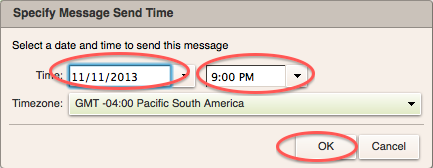 Specify Message Send Time
Select a date and time to send this message
Time: 11/11/2013 9:00 PM
Timezone: GMT -04:00 Pacific South America
OK Cancel